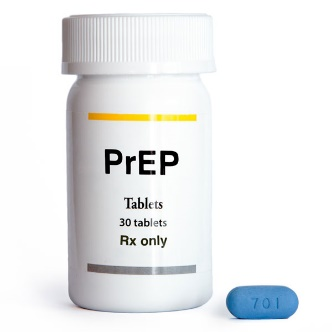 PrEP
Tablets
30 tablets
Rx only
701